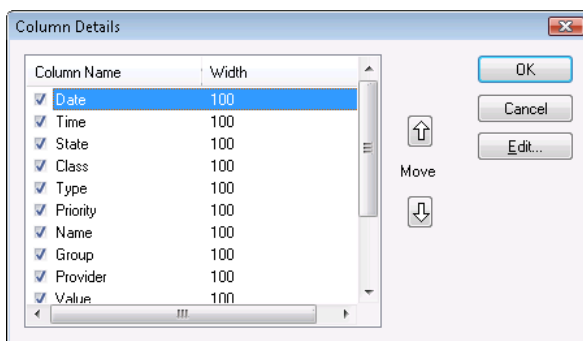 Column Details
Column Name Width
Date 100
Time 100
State 100
Class 100
Type 100
Priority 100
Name 100
Group 100
Provider 100
Value 100
Move
OK
Cancel
Edit...